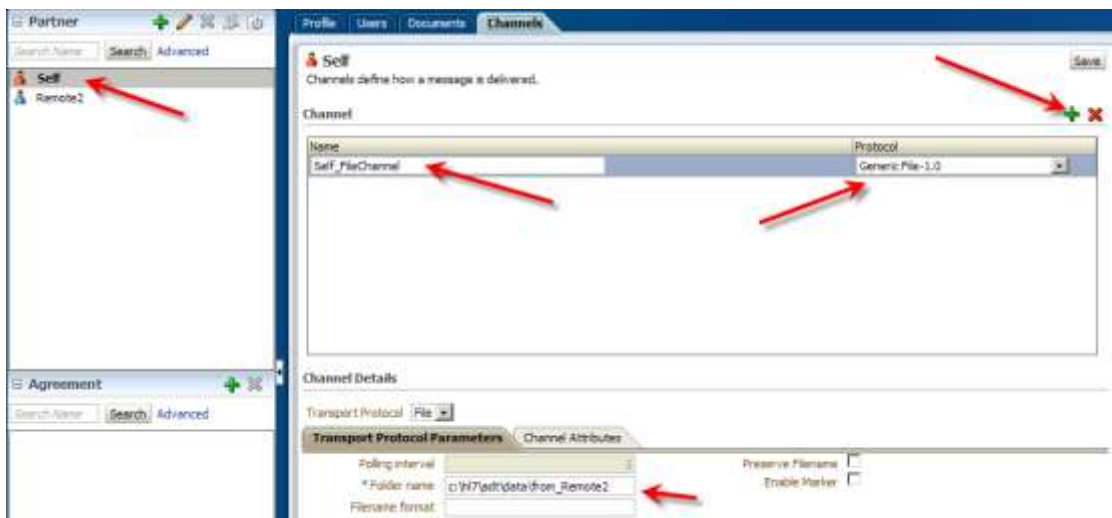 Partner
Search Name Search Advanced
Self
Remote2
Agreement
Search Name Search Advanced
Profile Users Documents Channels
Self
Save
Channels define how a message is delivered.
Channel
Name Protocol
Self_FileChannel Generic File-1.0
Channel Details
Transport Protocol File
Transport Protocol Parameters Channel Attributes
Polling interval Preserve Filename
* Folder name c:\hl7\adt\data\from_Remote2 Enable Marker
Filename format